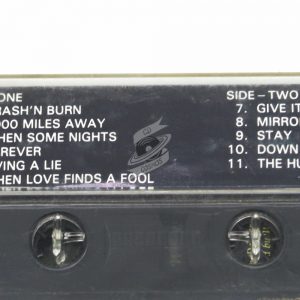 ONE
RASH'N BURN
000 MILES AWAY
HEN SOME NIGHTS
OREVER
VING A LIE
HEN LOVE FINDS A FOOL
SIDE–TWO
7. GIVE IT
8. MIRRO
9. STAY
10. DOWN
11. THE HU